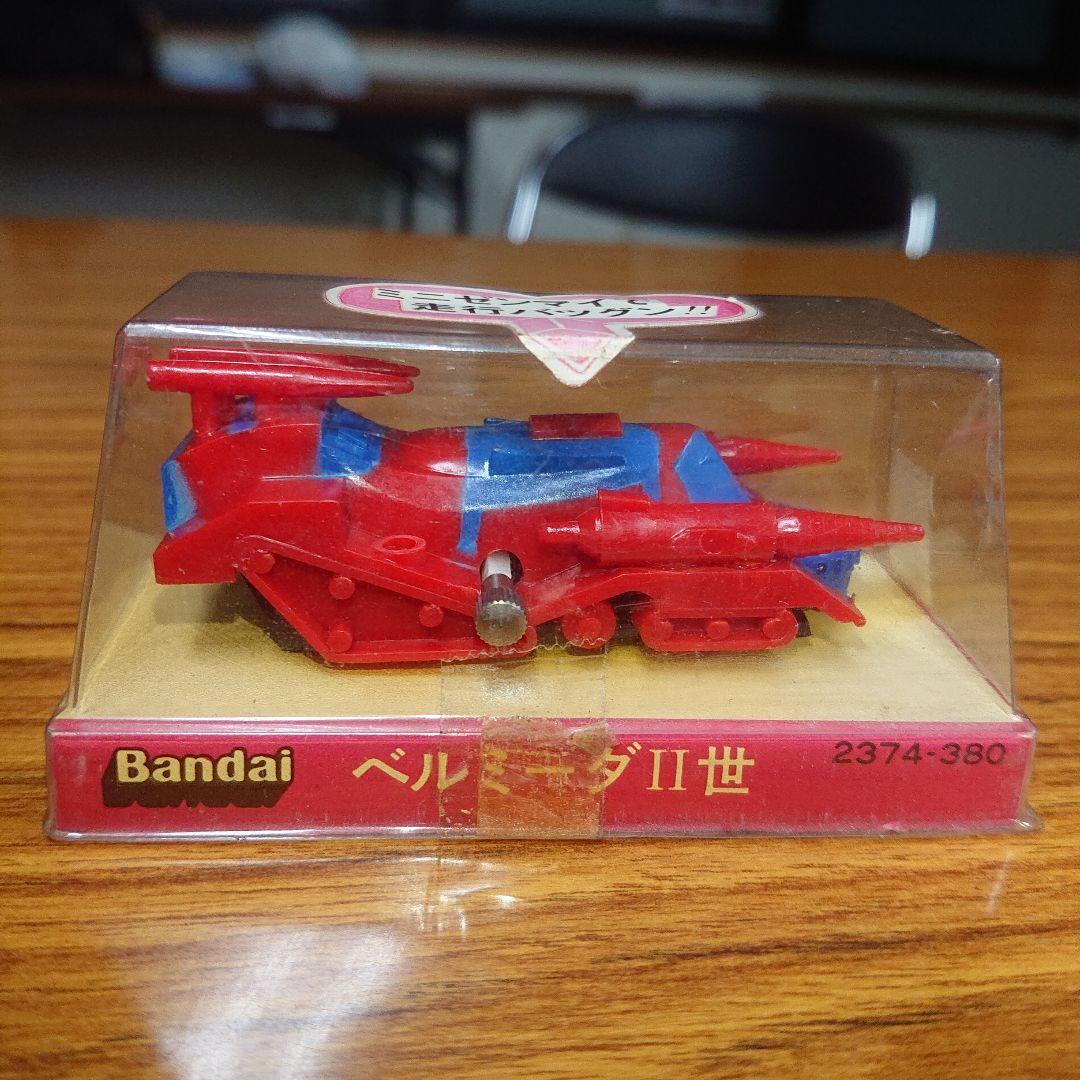 ミニゼンマイで
走行バツグン!!
Bandai
ベルミーダII世
2374-380